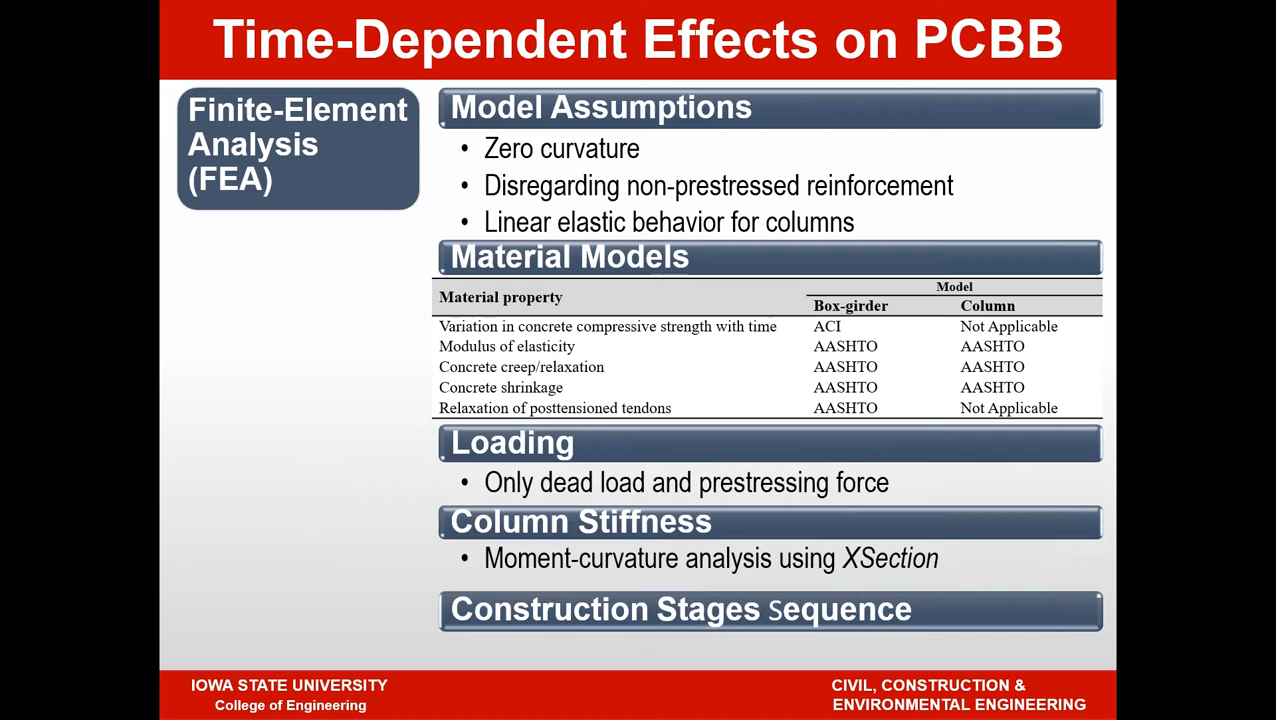 Time-Dependent Effects on PCBB
Finite-Element
Analysis
(FEA)
Model Assumptions
• Zero curvature
• Disregarding non-prestressed reinforcement
• Linear elastic behavior for columns
Material Models
Material property
Model
Box-girder Column
Variation in concrete compressive strength with time ACI Not Applicable
Modulus of elasticity AASHTO AASHTO
Concrete creep/relaxation AASHTO AASHTO
Concrete shrinkage AASHTO AASHTO
Relaxation of posttensioned tendons AASHTO Not Applicable
Loading
• Only dead load and prestressing force
Column Stiffness
• Moment-curvature analysis using XSection
Construction Stages Sequence
IOWA STATE UNIVERSITY
College of Engineering
CIVIL, CONSTRUCTION &
ENVIRONMENTAL ENGINEERING